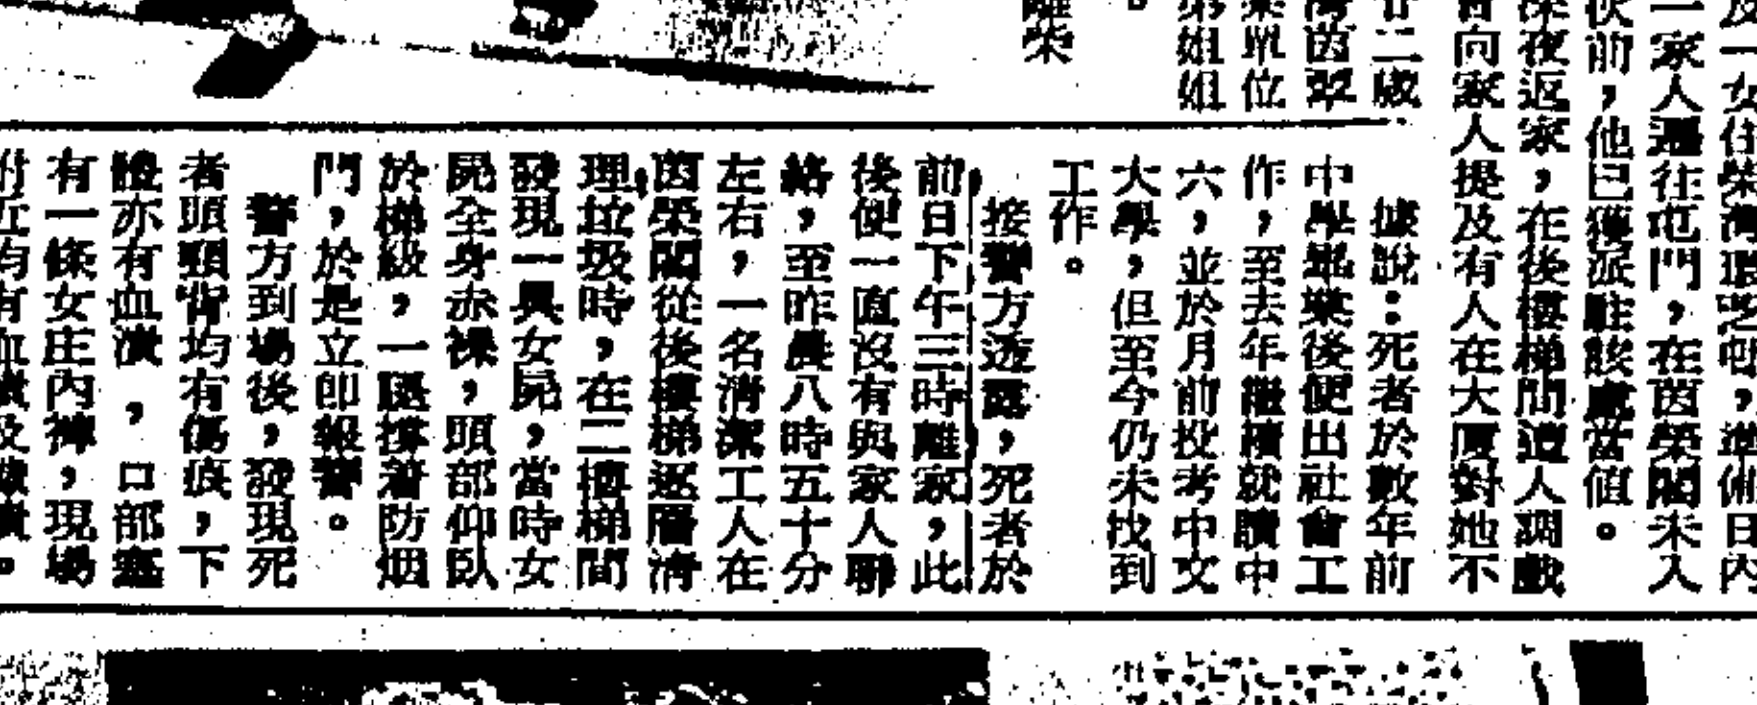 及一女住榮灣環芝邨，準備日內
一家人遷往屯門，在茵榮閣未入
伙前，他已獲派駐該處當值。
深夜返家，在後樓梯間遭人調戲
曾向家人提及有人在大厦對她不
廿二歲
灣茵翠
業單位
第姐姐
。
離柴
據說：死者於數年前
中學畢業後便出社會工
作，至去年繼續就讀中
六，並於月前投考中文
大學，但至今仍未找到
工作。
接警方透露，死者於
前日下午三時離家，此
後便一直沒有與家人聯
絡，至昨晨八時五十分
左右，一名清潔工人在
茵榮閣從後樓梯逐層清
理垃圾時，在二樓梯間
發現一具女屍，當時女
屍全身赤裸，頭部仰臥
於梯級，一腿撐着防烟
門，於是立即報警。
警方到場後，發現死
者頭頸背均有傷痕，下
體亦有血漬，口部塞
有一條女庄內褲，現場
附近均有血漬及